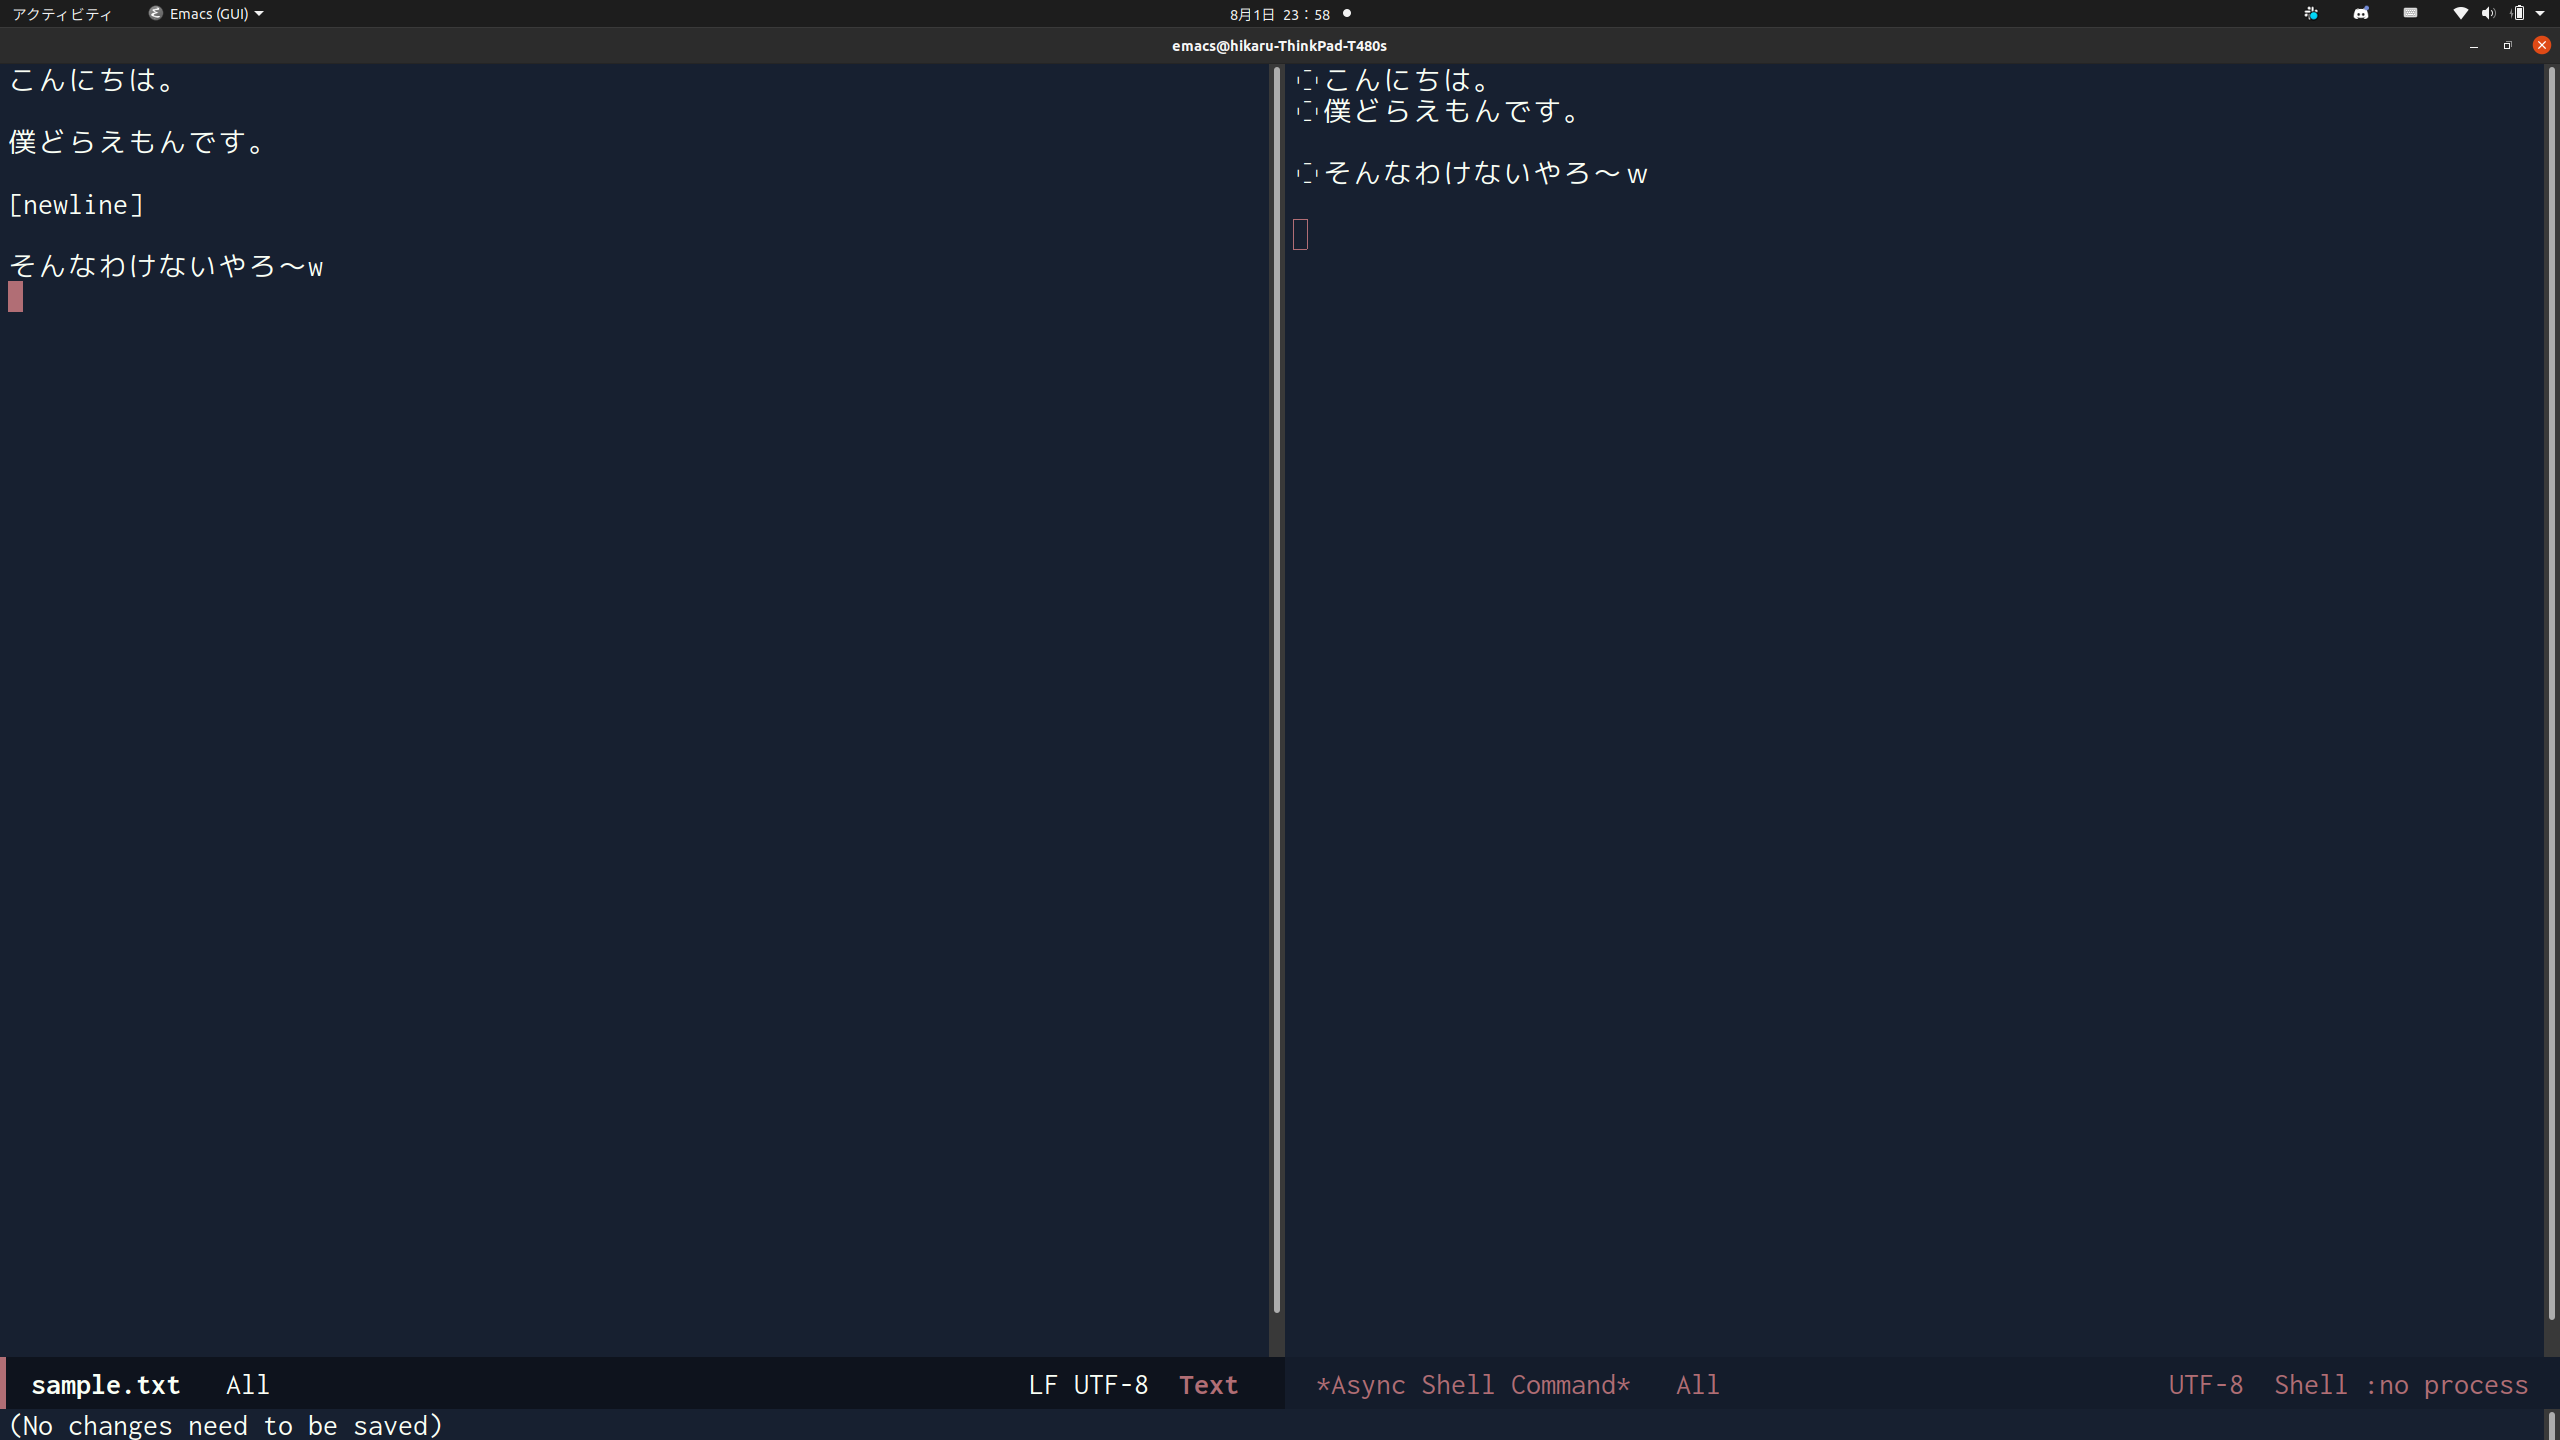 アクティビティ Emacs (GUI) 8月1日 23：58
emacs@hikaru-ThinkPad-T480s
こんにちは。
僕どらえもんです。
[newline]
そんなわけないやろ〜w
　こんにちは。
　僕どらえもんです。
　そんなわけないやろ〜ｗ
sample.txt All LF UTF-8 Text
*Async Shell Command* All UTF-8 Shell :no process
(No changes need to be saved)